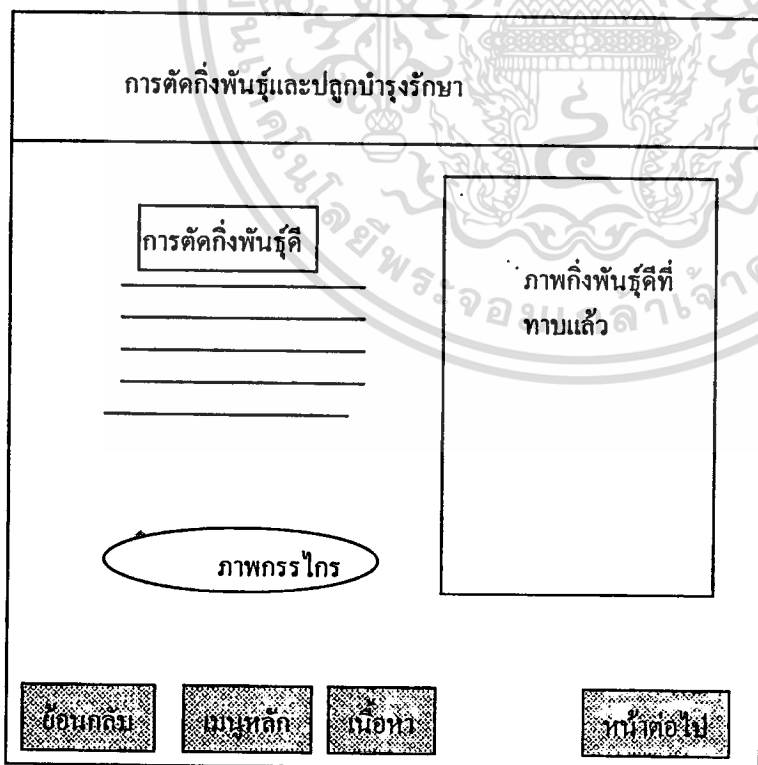 การตัดกิ่งพันธุ์และปลูกบำรุงรักษา
การตัดกิ่งพันธุ์ดี
ภาพกิ่งพันธุ์ดีที่
ทาบแล้ว
ภาพกรรไกร
ย้อนกลับ
เมนูหลัก
เนื้อหา
หน้าต่อไป